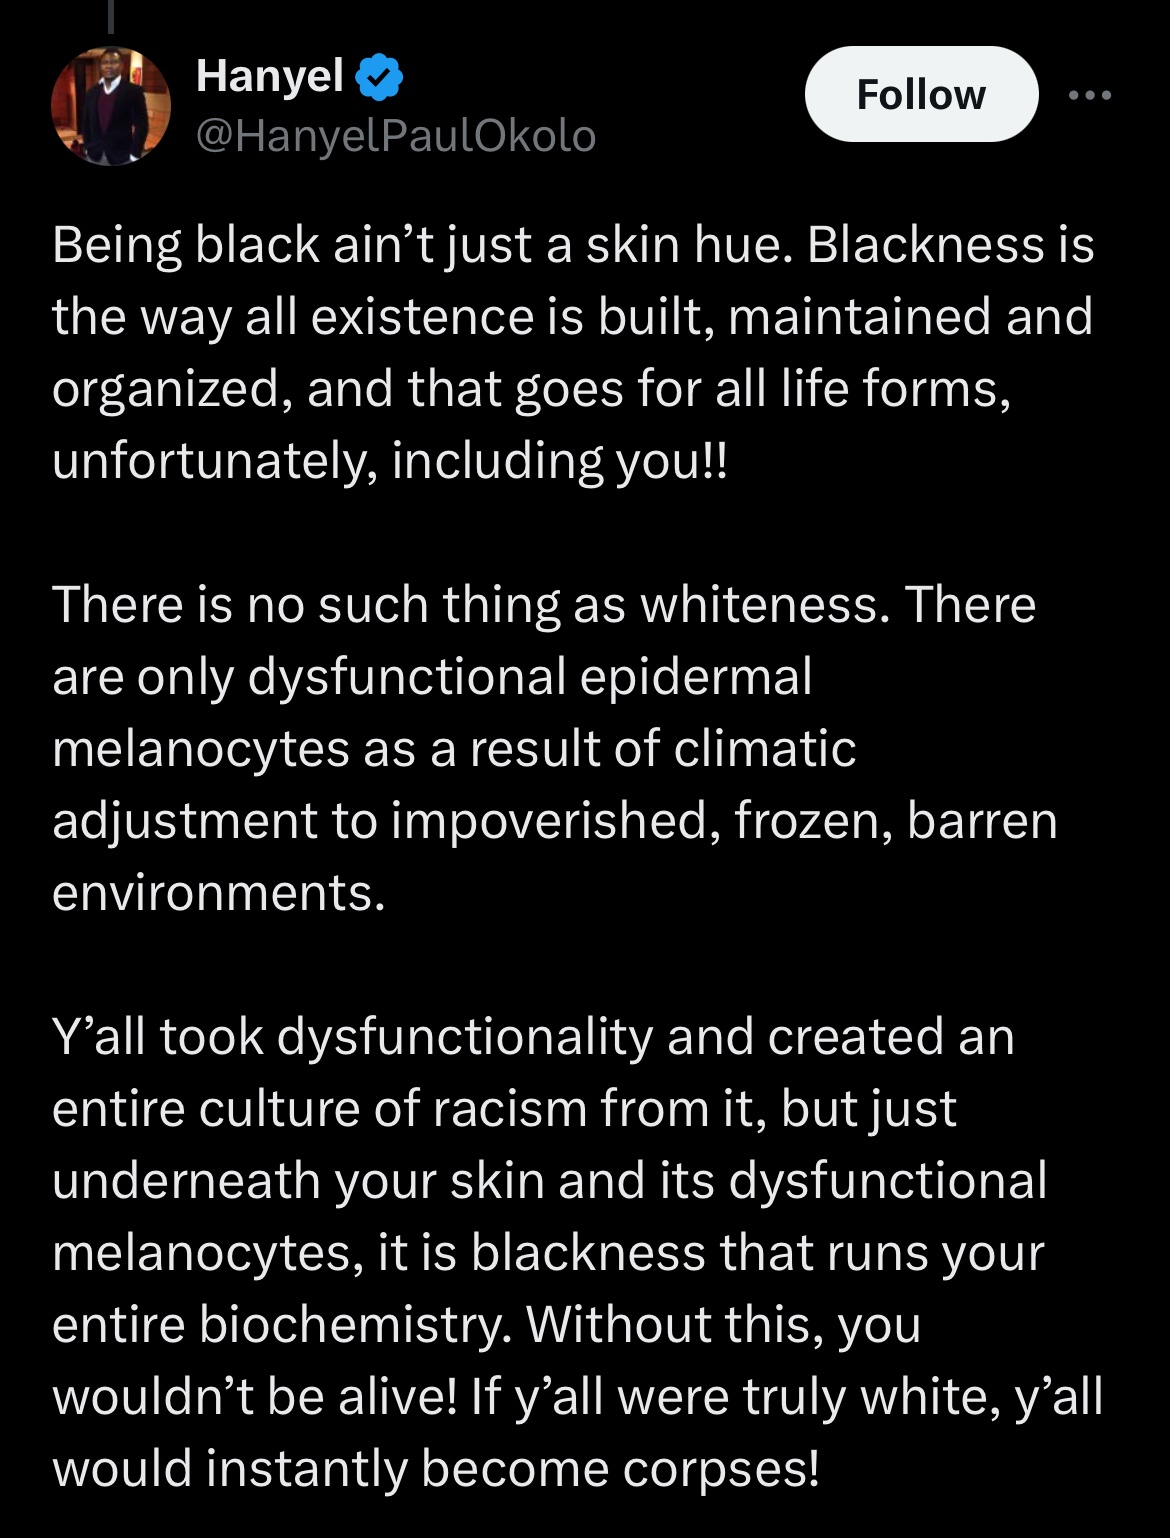 Hanyel
@HanyelPaulOkolo
Follow
Being black ain’t just a skin hue. Blackness is
the way all existence is built, maintained and
organized, and that goes for all life forms,
unfortunately, including you!!
There is no such thing as whiteness. There
are only dysfunctional epidermal
melanocytes as a result of climatic
adjustment to impoverished, frozen, barren
environments.
Y’all took dysfunctionality and created an
entire culture of racism from it, but just
underneath your skin and its dysfunctional
melanocytes, it is blackness that runs your
entire biochemistry. Without this, you
wouldn’t be alive! If y’all were truly white, y’all
would instantly become corpses!